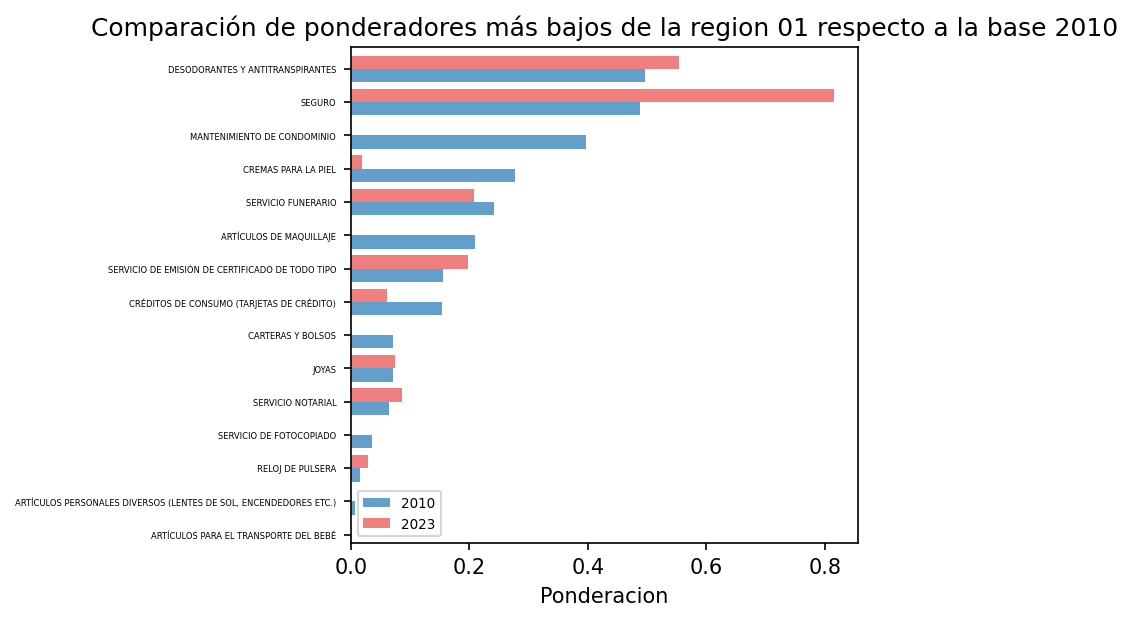 Comparación de ponderadores más bajos de la region 01 respecto a la base 2010
DESODORANTES Y ANTITRANSPIRANTES
SEGURO
MANTENIMIENTO DE CONDOMINIO
CREMAS PARA LA PIEL
SERVICIO FUNERARIO
ARTÍCULOS DE MAQUILLAJE
SERVICIO DE EMISIÓN DE CERTIFICADO DE TODO TIPO
CRÉDITOS DE CONSUMO (TARJETAS DE CRÉDITO)
CARTERAS Y BOLSOS
JOYAS
SERVICIO NOTARIAL
SERVICIO DE FOTOCOPIADO
RELOJ DE PULSERA
ARTÍCULOS PERSONALES DIVERSOS (LENTES DE SOL, ENCENDEDORES ETC.)
ARTÍCULOS PARA EL TRANSPORTE DEL BEBÉ
2010
2023
0.0 0.2 0.4 0.6 0.8
Ponderacion